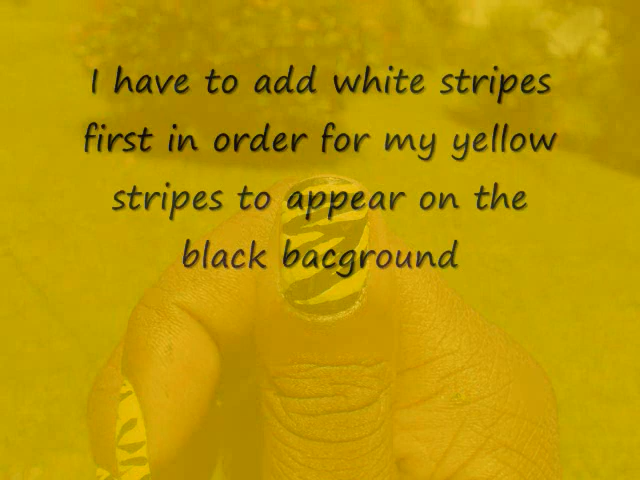 I have to add white stripes
first in order for my yellow
stripes to appear on the
black bacground